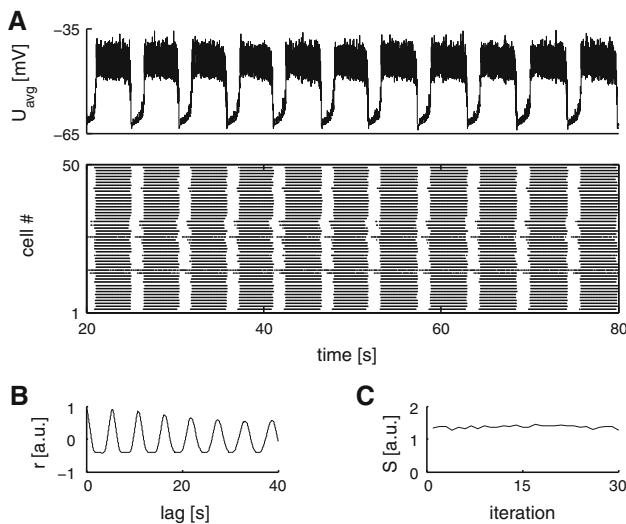 A
−35
U_avg [mV]
−65
50
cell #
1
20 40 60 80
time [s]
B
1
r [a.u.]
0
−1
0 20 40
lag [s]
C
2
S [a.u.]
1
0
0 15 30
iteration